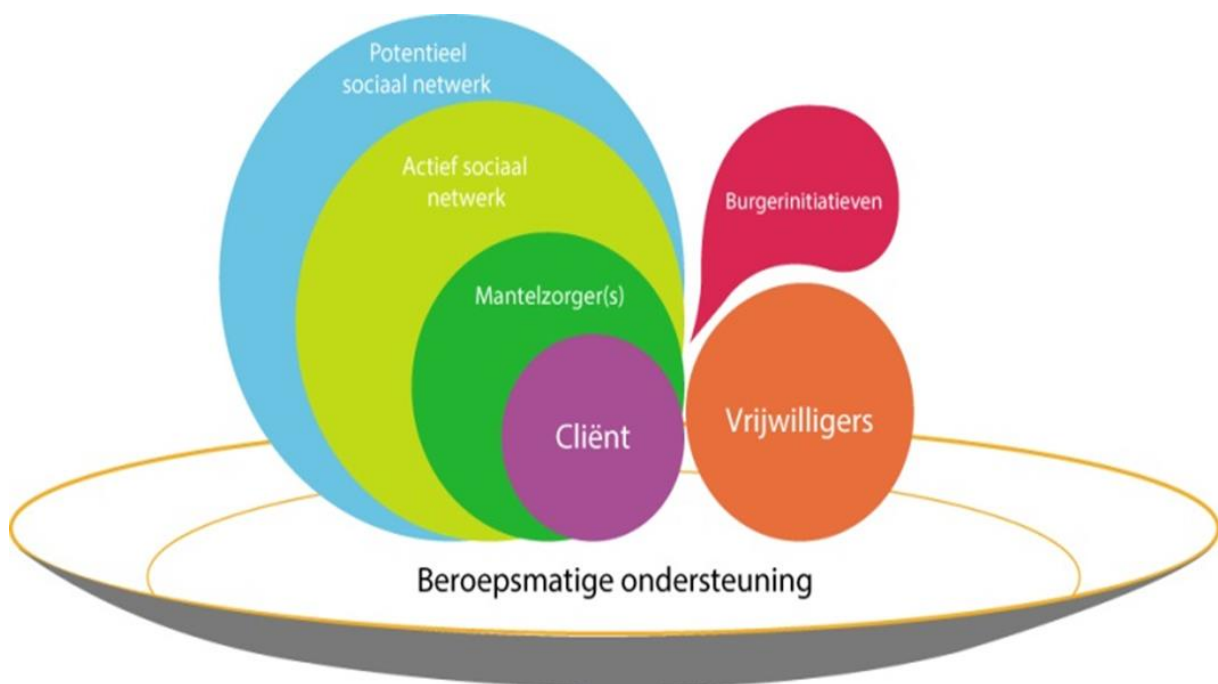 Potentieel
sociaal netwerk
Actief sociaal
netwerk
Burgerinitiatieven
Mantelzorger(s)
Cliënt
Vrijwilligers
Beroepsmatige ondersteuning